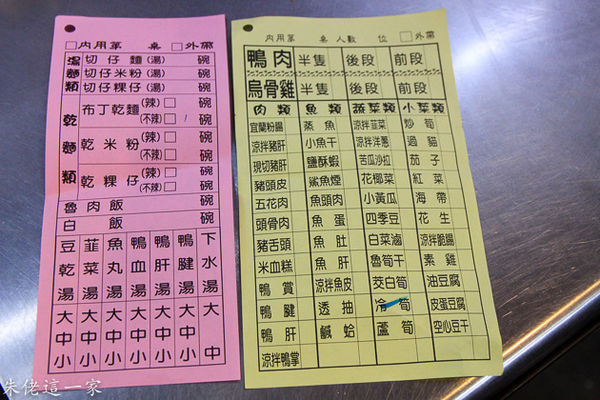 □內用第 桌 □外帶
湯麵類
切仔 麵(湯) 碗
切仔米粉(湯) 碗
切仔粿仔(湯) 碗
乾麵類
布丁乾麵(辣)□ 碗
(不辣)□ 碗
乾米粉(辣)□ 碗
(不辣)□ 碗
乾粿仔(辣)□ 碗
(不辣)□ 碗
魯肉飯 碗
白 飯 碗
豆乾湯 大中小
韮菜湯 大中小
魚丸湯 大中小
鴨血湯 大中小
鴨肝湯 大中小
鴨腱湯 大中小
下水湯 大中
內用第 桌 人數 位 □外帶
鴨肉 半隻 後段 前段
烏骨雞 半隻 後段 前段
肉類 魚類 蔬菜類 小菜類
宜蘭粉腸 蒸魚 涼拌韮菜 炒筍
涼拌豬肝 小魚干 涼拌洋蔥 過貓
現切豬肝 鹽酥蝦 苦瓜沙拉 茄子
豬頭皮 鯊魚煙 花椰菜 紅菜
五花肉 魚頭肉 小黃瓜 海帶
頭骨肉 魚蛋 四季豆 花生
豬舌頭 魚肚 白菜滷 涼拌脆腸
米血糕 魚肝 魯筍干 素雞
鴨賞 涼拌魚皮 茭白筍 油豆腐
鴨腱 透抽 冷筍 皮蛋豆腐
鴨肝 鹹蛤 蘆筍 空心豆干
涼拌鴨掌
朱佬這一家